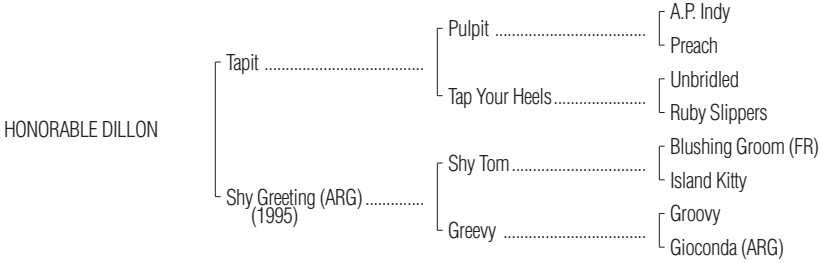 A.P. Indy
Pulpit ....................................
Preach
Tapit ......................................
Unbridled
Tap Your Heels......................
Ruby Slippers
HONORABLE DILLON
Blushing Groom (FR)
Shy Tom................................
Island Kitty
Shy Greeting (ARG) ..............
(1995)
Groovy
Greevy ..................................
Gioconda (ARG)